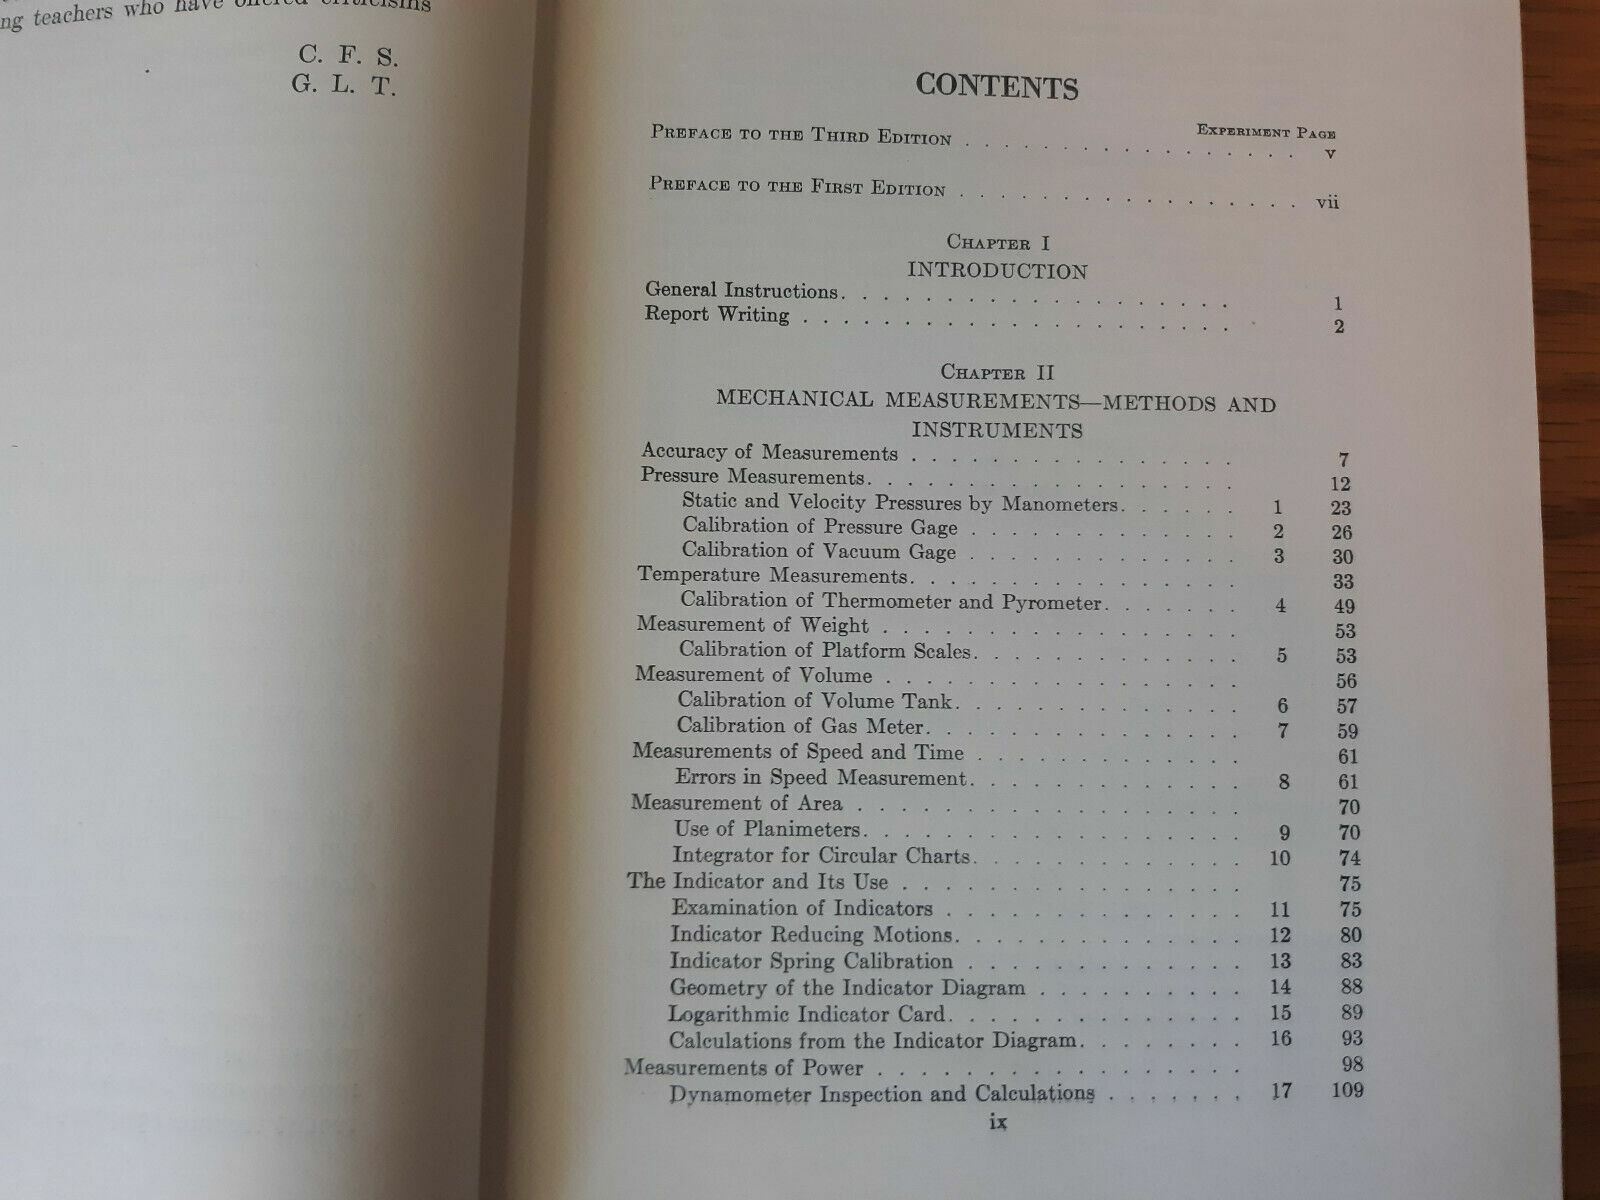 ng teachers who have offered criticisms
C. F. S.
G. L. T.
CONTENTS
EXPERIMENT PAGE
PREFACE TO THE THIRD EDITION . . . . . . . . . . . . . . . . v
PREFACE TO THE FIRST EDITION . . . . . . . . . . . . . . . . . vii
CHAPTER I
INTRODUCTION
General Instructions. . . . . . . . . . . . . . . . . . 1
Report Writing . . . . . . . . . . . . . . . . . . . 2
CHAPTER II
MECHANICAL MEASUREMENTS—METHODS AND
INSTRUMENTS
Accuracy of Measurements . . . . . . . . . . . . . . . . 7
Pressure Measurements. . . . . . . . . . . . . . . . . . 12
Static and Velocity Pressures by Manometers. . . . . . 1 23
Calibration of Pressure Gage . . . . . . . . . . . . . 2 26
Calibration of Vacuum Gage . . . . . . . . . . . . . 3 30
Temperature Measurements. . . . . . . . . . . . . . . . 33
Calibration of Thermometer and Pyrometer. . . . . . . 4 49
Measurement of Weight . . . . . . . . . . . . . . . . . 53
Calibration of Platform Scales. . . . . . . . . . . . . 5 53
Measurement of Volume . . . . . . . . . . . . . . . . . 56
Calibration of Volume Tank. . . . . . . . . . . . . . 6 57
Calibration of Gas Meter. . . . . . . . . . . . . . . 7 59
Measurements of Speed and Time . . . . . . . . . . . . . 61
Errors in Speed Measurement. . . . . . . . . . . . . 8 61
Measurement of Area . . . . . . . . . . . . . . . . . . 70
Use of Planimeters. . . . . . . . . . . . . . . . . . 9 70
Integrator for Circular Charts. . . . . . . . . . . . . 10 74
The Indicator and Its Use . . . . . . . . . . . . . . . . 75
Examination of Indicators . . . . . . . . . . . . . . 11 75
Indicator Reducing Motions. . . . . . . . . . . . . . 12 80
Indicator Spring Calibration . . . . . . . . . . . . . 13 83
Geometry of the Indicator Diagram . . . . . . . . . . 14 88
Logarithmic Indicator Card. . . . . . . . . . . . . . 15 89
Calculations from the Indicator Diagram. . . . . . . . 16 93
Measurements of Power . . . . . . . . . . . . . . . . . 98
Dynamometer Inspection and Calculations . . . . . . . 17 109
ix